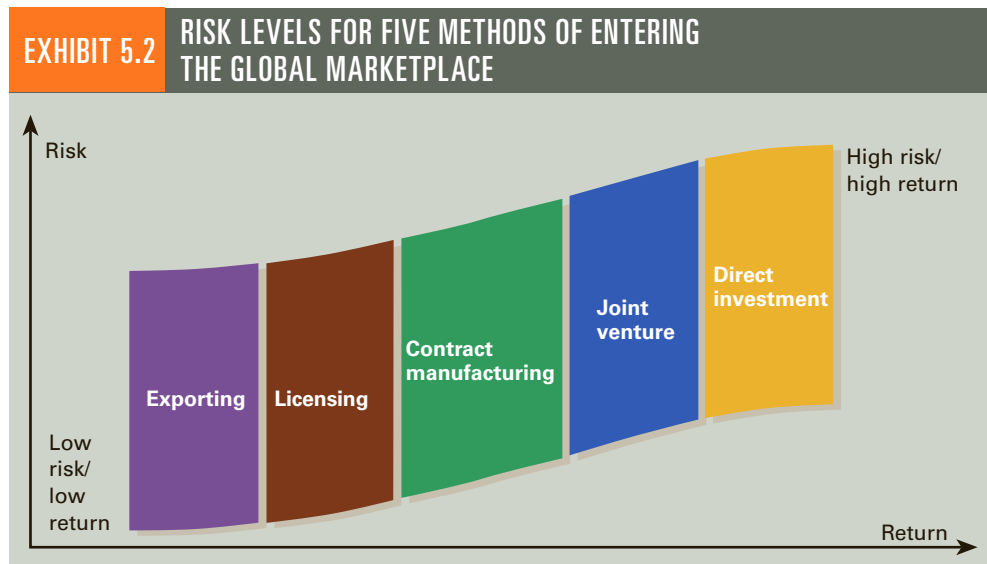 EXHIBIT 5.2
RISK LEVELS FOR FIVE METHODS OF ENTERING
THE GLOBAL MARKETPLACE
Risk
High risk/
high return
Direct
investment
Joint
venture
Contract
manufacturing
Exporting
Licensing
Low
risk/
low
return
Return